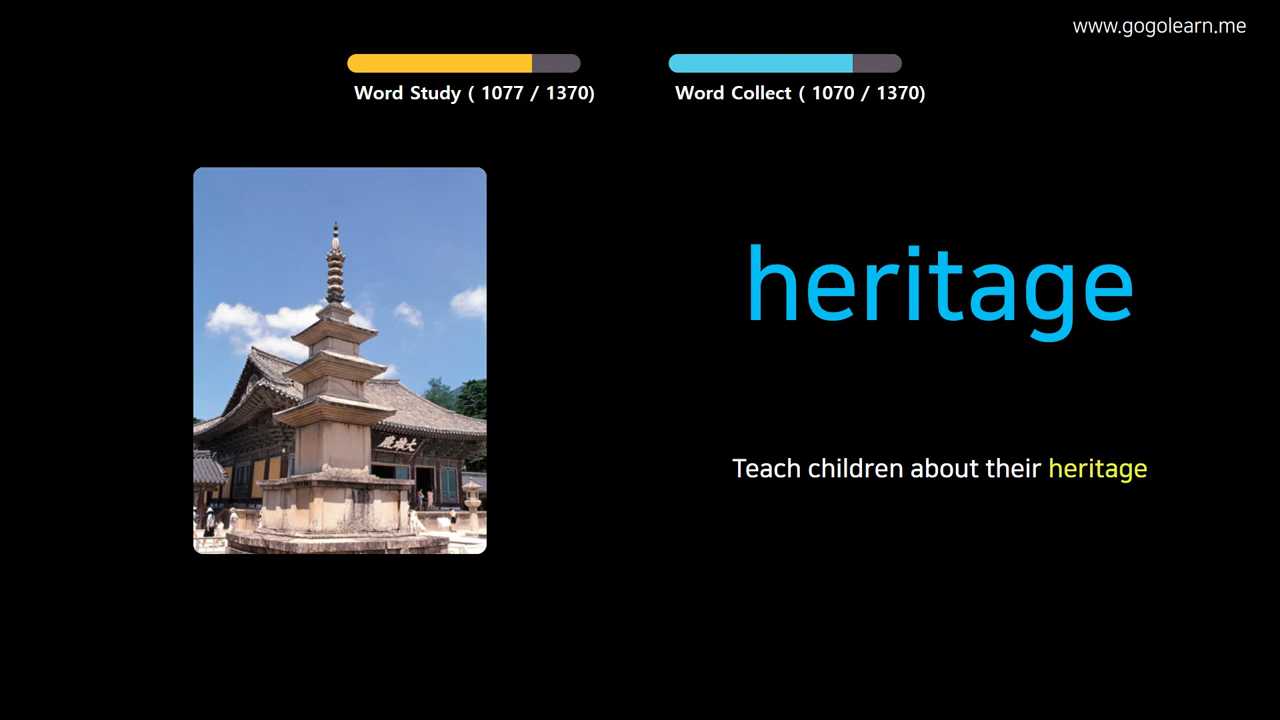 www.gogolearn.me
Word Study ( 1077 / 1370)
Word Collect ( 1070 / 1370)
heritage
Teach children about their heritage